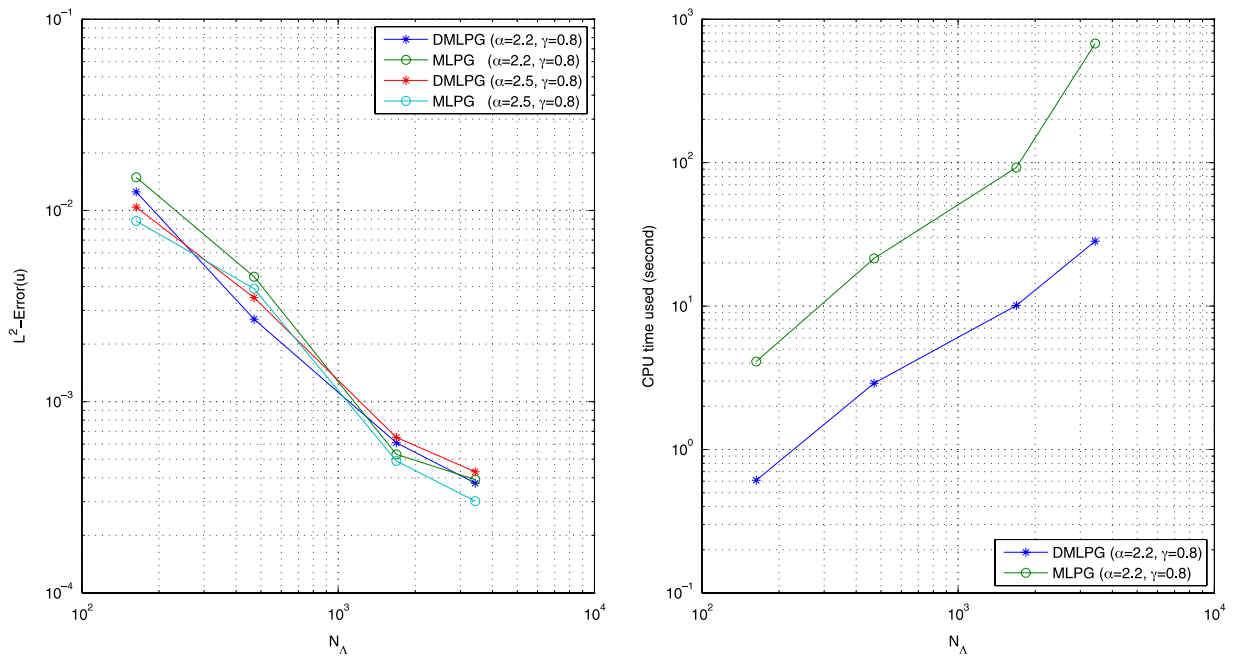 10^-1
10^-2
10^-3
10^-4
L^2−Error(u)
10^2
10^3
10^4
N_Λ
DMLPG (α=2.2, γ=0.8)
MLPG (α=2.2, γ=0.8)
DMLPG (α=2.5, γ=0.8)
MLPG (α=2.5, γ=0.8)
10^3
10^2
10^1
10^0
10^-1
CPU time used (second)
10^2
10^3
10^4
N_Λ
DMLPG (α=2.2, γ=0.8)
MLPG (α=2.2, γ=0.8)